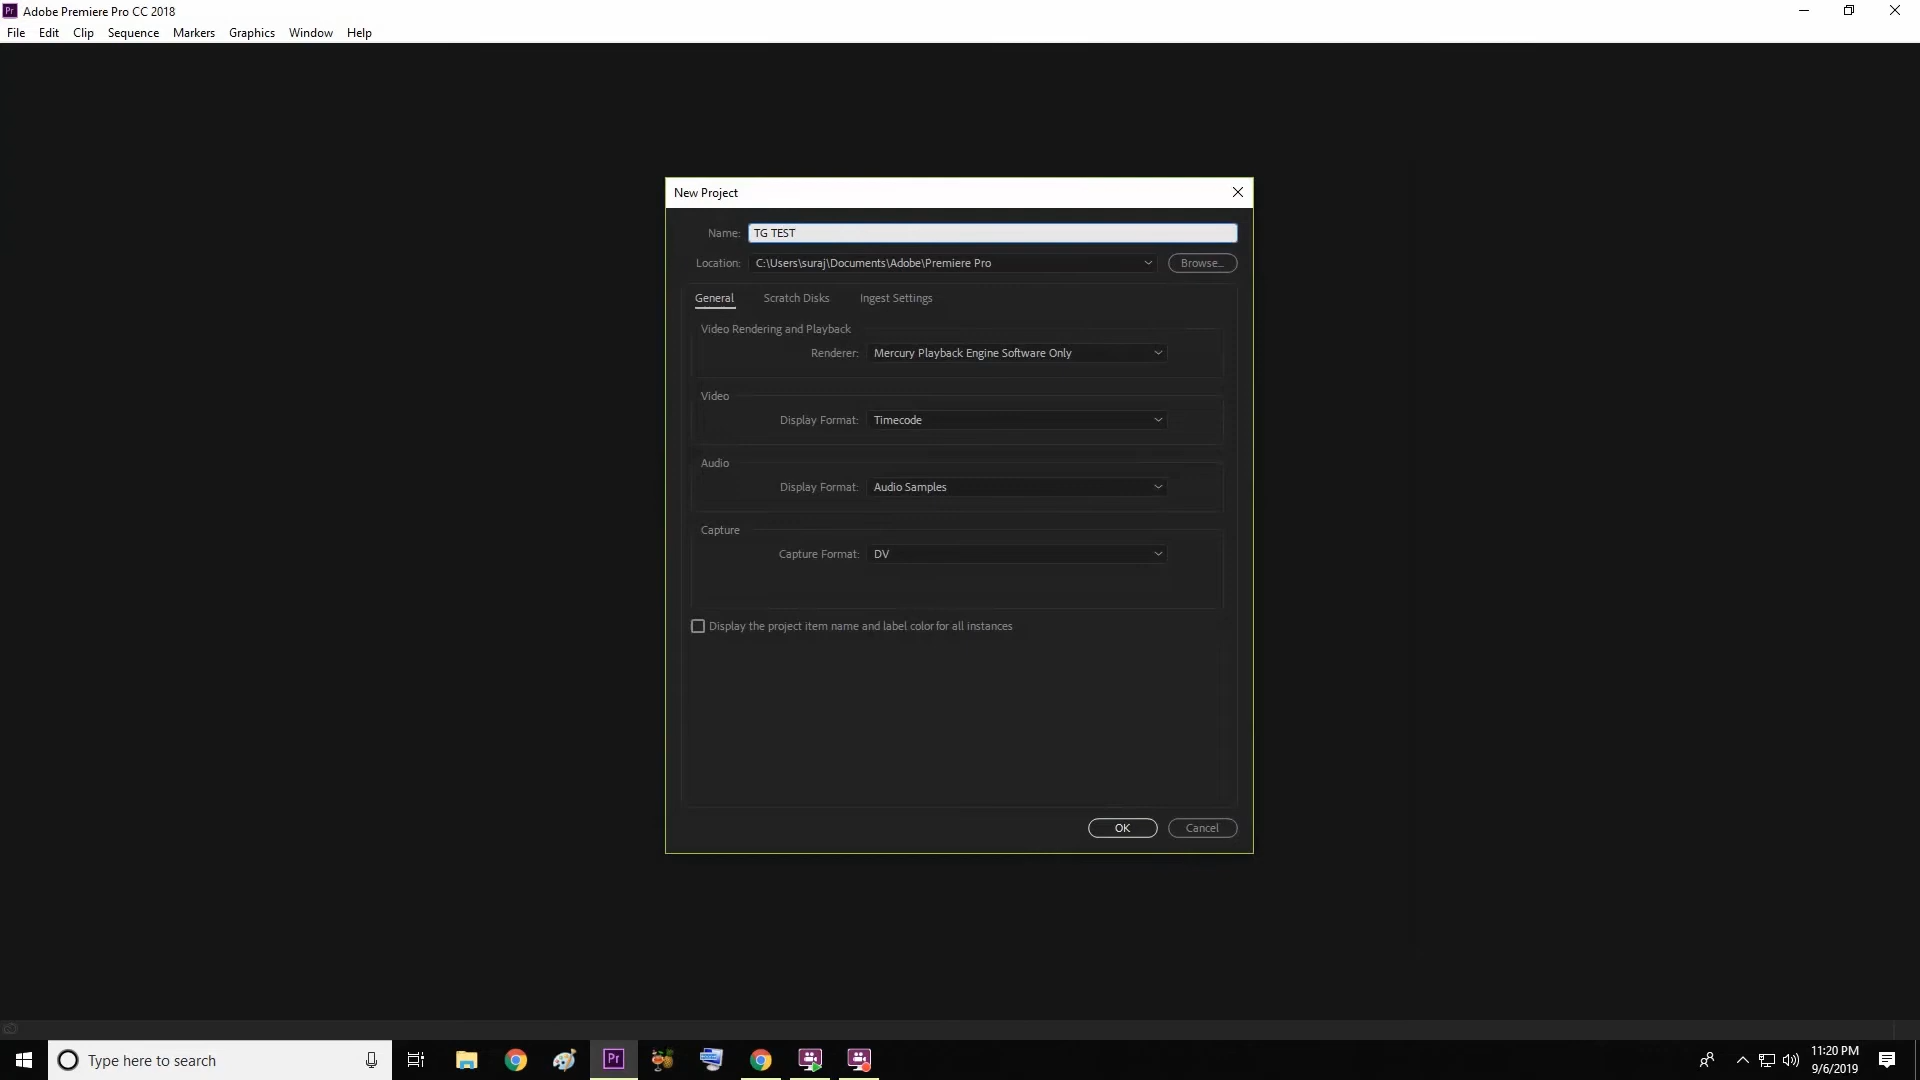 Pr Adobe Premiere Pro CC 2018
File Edit Clip Sequence Markers Graphics Window Help
New Project
Name: TG TEST
Location: C:\Users\suraj\Documents\Adobe\Premiere Pro Browse...
General Scratch Disks Ingest Settings
Video Rendering and Playback
Renderer: Mercury Playback Engine Software Only
Video
Display Format: Timecode
Audio
Display Format: Audio Samples
Capture
Capture Format: DV
Display the project item name and label color for all instances
OK Cancel
Type here to search Pr 11:20 PM
9/6/2019